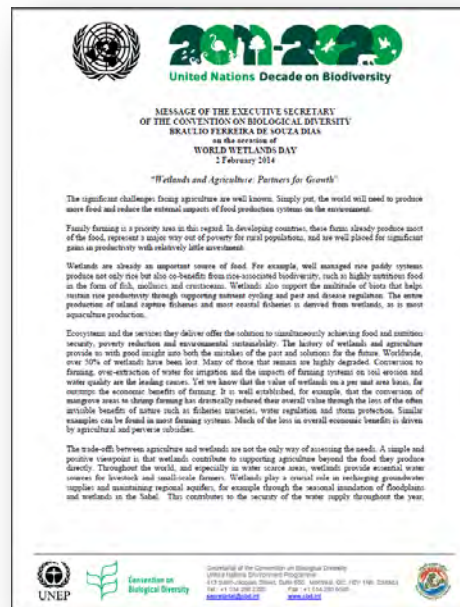 2011-2020
United Nations Decade on Biodiversity
MESSAGE OF THE EXECUTIVE SECRETARY
OF THE CONVENTION ON BIOLOGICAL DIVERSITY
BRAULIO FERREIRA DE SOUZA DIAS
on the occasion of
WORLD WETLANDS DAY
2 February 2014
"Wetlands and Agriculture: Partners for Growth"
The significant challenges facing agriculture are well known. Simply put, the world will need to produce
more food and reduce the external impacts of food production systems on the environment.
Family farming is a priority area in this regard. In developing countries, these farms already produce most
of the food, represent a major way out of poverty for rural populations, and are well placed for significant
gains in productivity with relatively little investment.
Wetlands are already an important source of food. For example, well managed rice paddy systems
produce not only rice but also co-benefits from rice-associated biodiversity, such as highly nutritious food
in the form of fish, molluscs and crustaceans. Wetlands also support the multitude of biota that helps
sustain rice productivity through supporting nutrient cycling and pest and disease regulation. The entire
production of inland capture fisheries and most coastal fisheries is derived from wetlands, as is most
aquaculture production.
Ecosystems and the services they deliver offer the solution to simultaneously achieving food and nutrition
security, poverty reduction and environmental sustainability. The history of wetlands and agriculture
provide us with good insight into both the mistakes of the past and solutions for the future. Worldwide,
over 50% of wetlands have been lost. Many of those that remain are highly degraded. Conversion to
farming, over-extraction of water for irrigation and the impacts of farming systems on soil erosion and
water quality are the leading causes. Yet we know that the value of wetlands on a per unit area basis, far
outstrips the economic benefits of farming. It is well established, for example, that the conversion of
mangrove areas to shrimp farming has drastically reduced their overall value through the loss of the often
invisible benefits of nature such as fisheries nurseries, water regulation and storm protection. Similar
examples can be found in most farming systems. Much of the loss in overall economic benefits is driven
by agricultural and perverse subsidies.
The trade-offs between agriculture and wetlands are not the only way of assessing the needs. A simple and
positive viewpoint is that wetlands contribute to supporting agriculture beyond the food they produce
directly. Throughout the world, and especially in water scarce areas, wetlands provide essential water
sources for livestock and small-scale farmers. Wetlands play a crucial role in recharging groundwater
supplies and maintaining regional aquifers, for example through the seasonal inundation of floodplains
and wetlands in the Sahel. This contributes to the security of the water supply throughout the year,
UNEP
Convention on
Biological Diversity
Secretariat of the Convention on Biological Diversity
United Nations Environment Programme